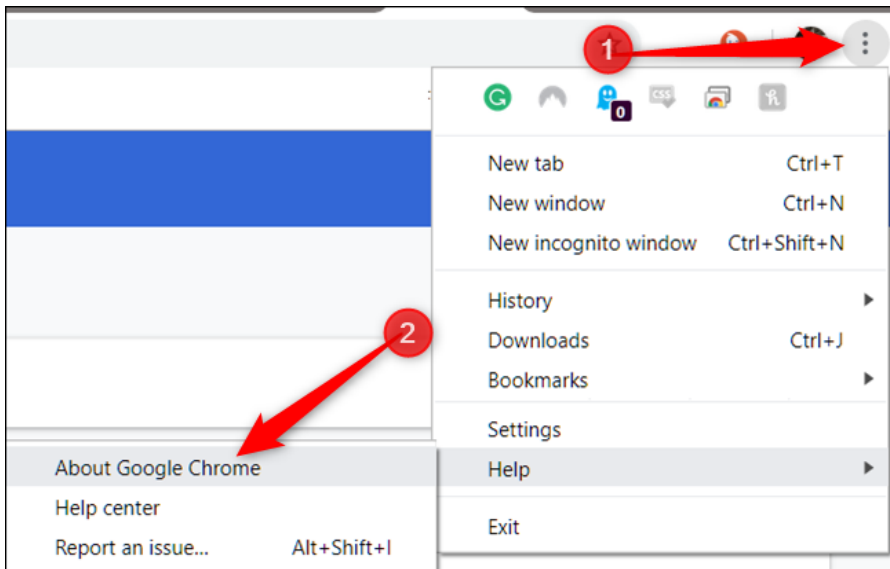 1
CSS
0
New tab Ctrl+T
New window Ctrl+N
New incognito window Ctrl+Shift+N
History
2
Downloads Ctrl+J
Bookmarks
Settings
About Google Chrome
Help
Help center
Exit
Report an issue... Alt+Shift+I